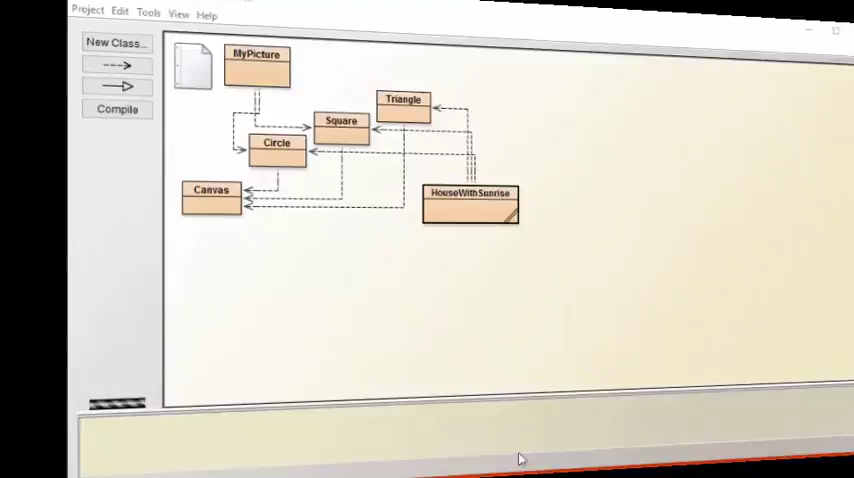 Project Edit Tools View Help
New Class...
Compile
MyPicture
Triangle
Square
Circle
Canvas
HouseWithSunrise